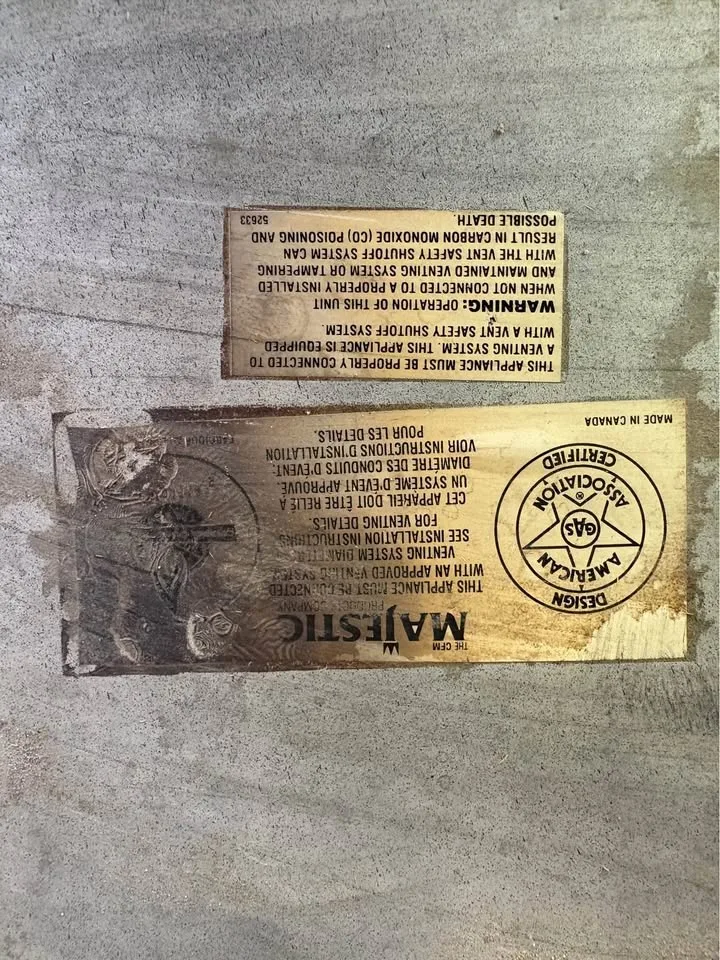 DESIGN
AMERICAN
GAS
ASSOCIATION
®
CERTIFIED
MADE IN CANADA
THE CFM
MAJESTIC
PRODUCTS COMPANY
THIS APPLIANCE MUST BE CONNECTED
WITH AN APPROVED VENTING SYSTEM
VENTING SYSTEM DIAMETER:
SEE INSTALLATION INSTRUCTIONS
FOR VENTING DETAILS.
CET APPAREIL DOIT ÊTRE RELIÉ À
UN SYSTÈME D'ÉVENT APPROUVÉ.
DIAMÈTRE DES CONDUITS D'ÉVENT:
VOIR INSTRUCTIONS D'INSTALLATION
POUR LES DETAILS.
THIS APPLIANCE MUST BE PROPERLY CONNECTED TO
A VENTING SYSTEM. THIS APPLIANCE IS EQUIPPED
WITH A VENT SAFETY SHUTOFF SYSTEM.
WARNING: OPERATION OF THIS UNIT
WHEN NOT CONNECTED TO A PROPERLY INSTALLED
AND MAINTAINED VENTING SYSTEM OR TAMPERING
WITH THE VENT SAFETY SHUTOFF SYSTEM CAN
RESULT IN CARBON MONOXIDE (CO) POISONING AND
POSSIBLE DEATH.
52633